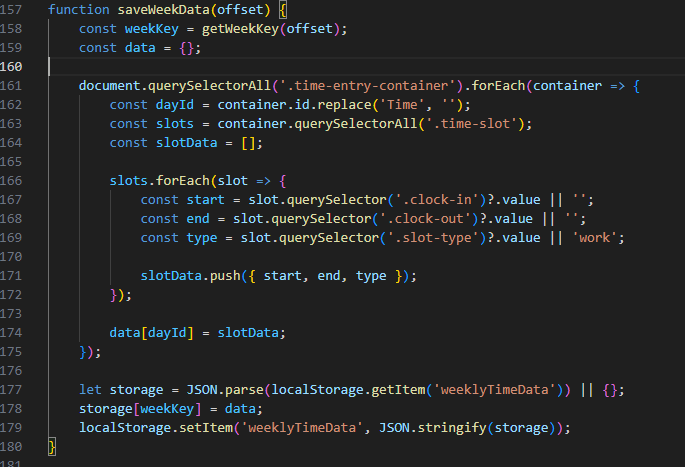 157 function saveWeekData(offset) {
158 const weekKey = getWeekKey(offset);
159 const data = {};
160
161 document.querySelectorAll('.time-entry-container').forEach(container => {
162 const dayId = container.id.replace('Time', '');
163 const slots = container.querySelectorAll('.time-slot');
164 const slotData = [];
165
166 slots.forEach(slot => {
167 const start = slot.querySelector('.clock-in')?.value || '';
168 const end = slot.querySelector('.clock-out')?.value || '';
169 const type = slot.querySelector('.slot-type')?.value || 'work';
170
171 slotData.push({ start, end, type });
172 });
173
174 data[dayId] = slotData;
175 });
176
177 let storage = JSON.parse(localStorage.getItem('weeklyTimeData')) || {};
178 storage[weekKey] = data;
179 localStorage.setItem('weeklyTimeData', JSON.stringify(storage));
180 }
181